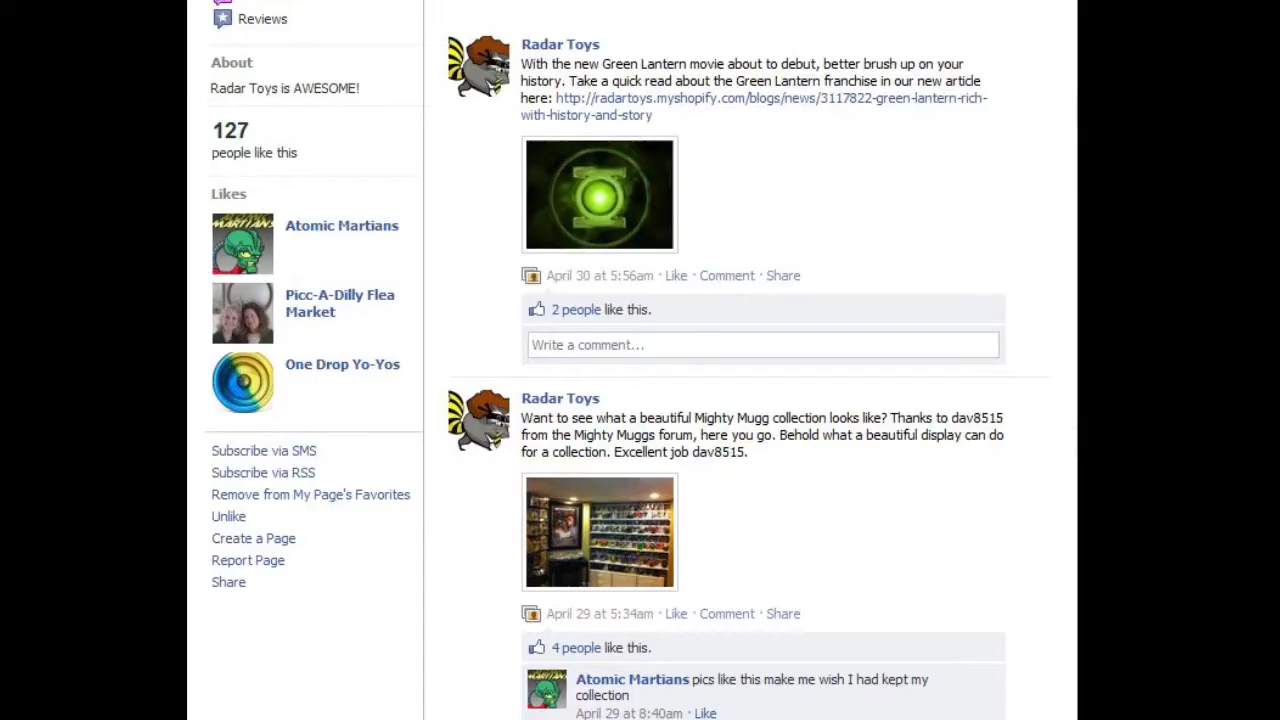 Reviews
About
Radar Toys is AWESOME!
127
people like this
Likes
Atomic Martians
Picc-A-Dilly Flea
Market
One Drop Yo-Yos
Subscribe via SMS
Subscribe via RSS
Remove from My Page's Favorites
Unlike
Create a Page
Report Page
Share
Radar Toys
With the new Green Lantern movie about to debut, better brush up on your
history. Take a quick read about the Green Lantern franchise in our new article
here: http://radartoys.myshopify.com/blogs/news/3117822-green-lantern-rich-
with-history-and-story
April 30 at 5:56am · Like · Comment · Share
2 people like this.
Write a comment...
Radar Toys
Want to see what a beautiful Mighty Mugg collection looks like? Thanks to dav8515
from the Mighty Muggs forum, here you go. Behold what a beautiful display can do
for a collection. Excellent job dav8515.
April 29 at 5:34am · Like · Comment · Share
4 people like this.
Atomic Martians pics like this make me wish I had kept my
collection
April 29 at 8:40am · Like